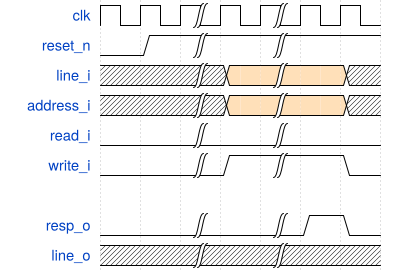 clk
reset_n
line_i
address_i
read_i
write_i
resp_o
line_o